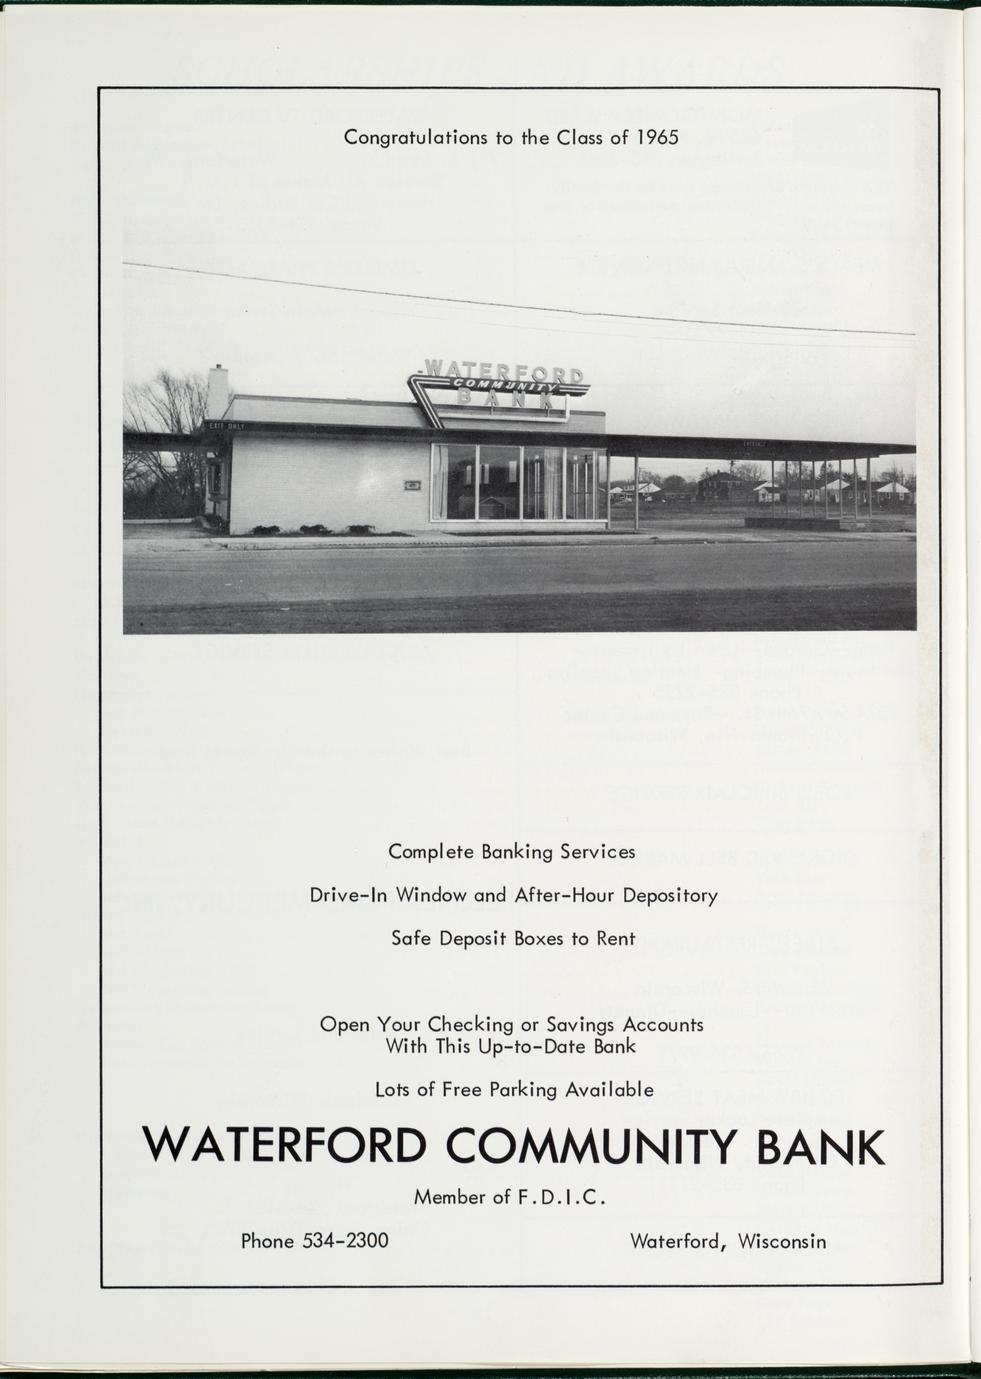 Congratulations to the Class of 1965
WATERFORD
COMMUNITY
BANK
EXIT ONLY
ENTRANCE
Complete Banking Services
Drive-In Window and After-Hour Depository
Safe Deposit Boxes to Rent
Open Your Checking or Savings Accounts
With This Up-to-Date Bank
Lots of Free Parking Available
WATERFORD COMMUNITY BANK
Member of F.D.I.C.
Phone 534-2300
Waterford, Wisconsin